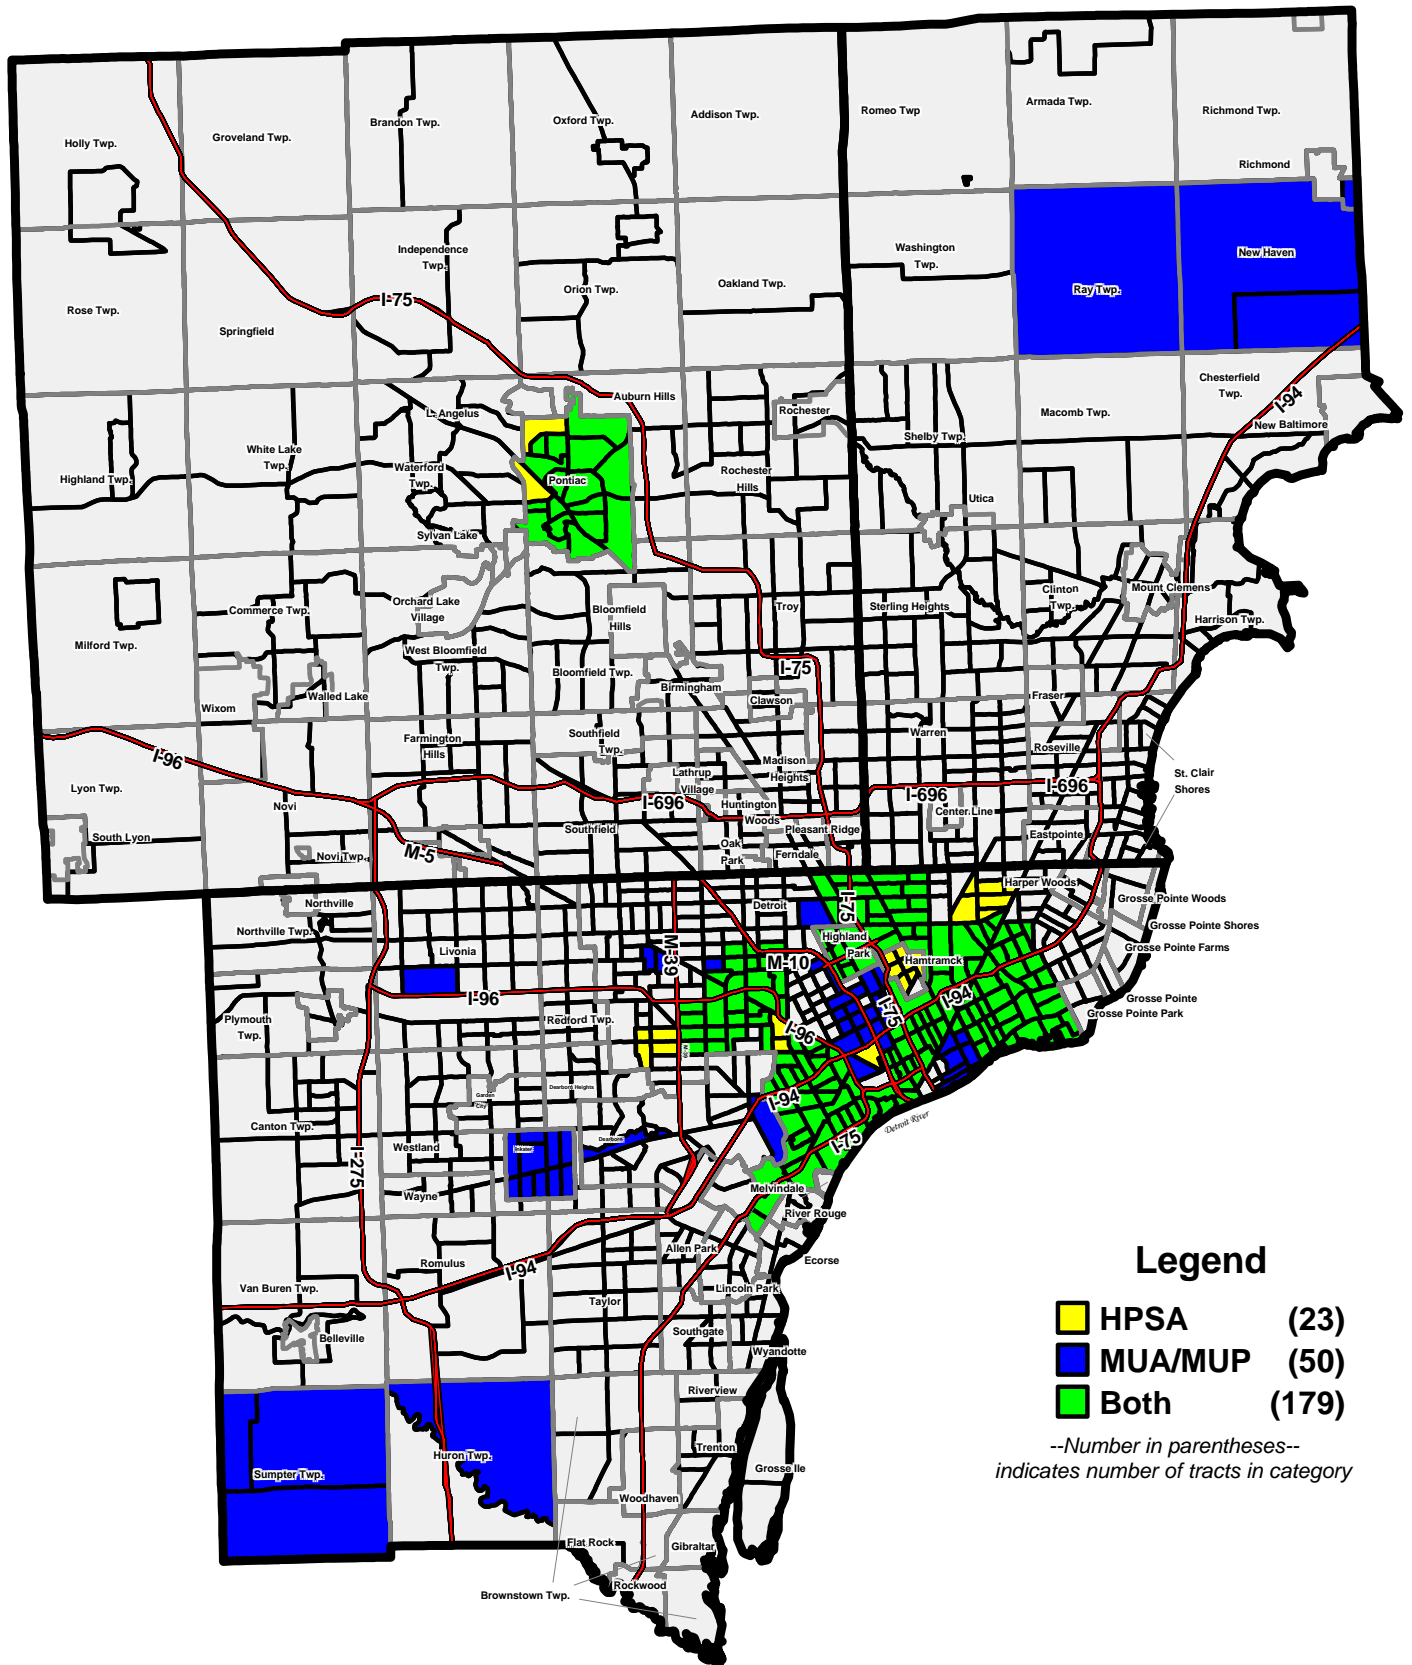 Holly Twp.
Groveland Twp.
Brandon Twp.
Oxford Twp.
Addison Twp.
Romeo Twp
Armada Twp.
Richmond Twp.
Richmond
Rose Twp.
Springfield
Independence
Twp.
Orion Twp.
Oakland Twp.
Washington
Twp.
Ray Twp.
New Haven
I-75
Highland Twp.
White Lake
Twp.
L. Angelus
Waterford
Twp.
Sylvan Lake
Auburn Hills
Pontiac
Rochester
Rochester
Hills
Shelby Twp.
Macomb Twp.
Chesterfield
Twp.
I-94
New Baltimore
Utica
Milford Twp.
Commerce Twp.
Orchard Lake
Village
West Bloomfield
Twp.
Bloomfield
Hills
Bloomfield Twp.
Troy
Sterling Heights
Clinton
Twp.
Mount Clemens
Harrison Twp.
Wixom
Walled Lake
Birmingham
I-75
Clawson
Fraser
I-96
Farmington
Hills
Southfield
Twp.
Lathrup
Village
Madison
Heights
Warren
Roseville
St. Clair
Shores
Lyon Twp.
Novi
I-696
Huntington
Woods
I-696
Center Line
I-696
South Lyon
Novi Twp.
M-5
Southfield
Oak
Park
Pleasant Ridge
Ferndale
Eastpointe
Northville
Northville Twp.
Livonia
M-39
Detroit
I-75
Highland
Park
Hamtramck
Harper Woods
Grosse Pointe Woods
Grosse Pointe Shores
Grosse Pointe Farms
Grosse Pointe
Grosse Pointe Park
M-10
Plymouth
Twp.
I-96
Redford Twp.
M-39
I-96
I-75
I-94
Canton Twp.
Garden
City
Dearborn Heights
I-94
Detroit River
I-275
Westland
Inkster
Dearborn
I-75
Wayne
Melvindale
River Rouge
Allen Park
Ecorse
Van Buren Twp.
Romulus
I-94
Taylor
Lincoln Park
Belleville
Southgate
Wyandotte
Riverview
Sumpter Twp.
Huron Twp.
Trenton
Grosse Ile
Woodhaven
Flat Rock
Gibraltar
Rockwood
Brownstown Twp.
Legend
HPSA (23)
MUA/MUP (50)
Both (179)
--Number in parentheses--
indicates number of tracts in category